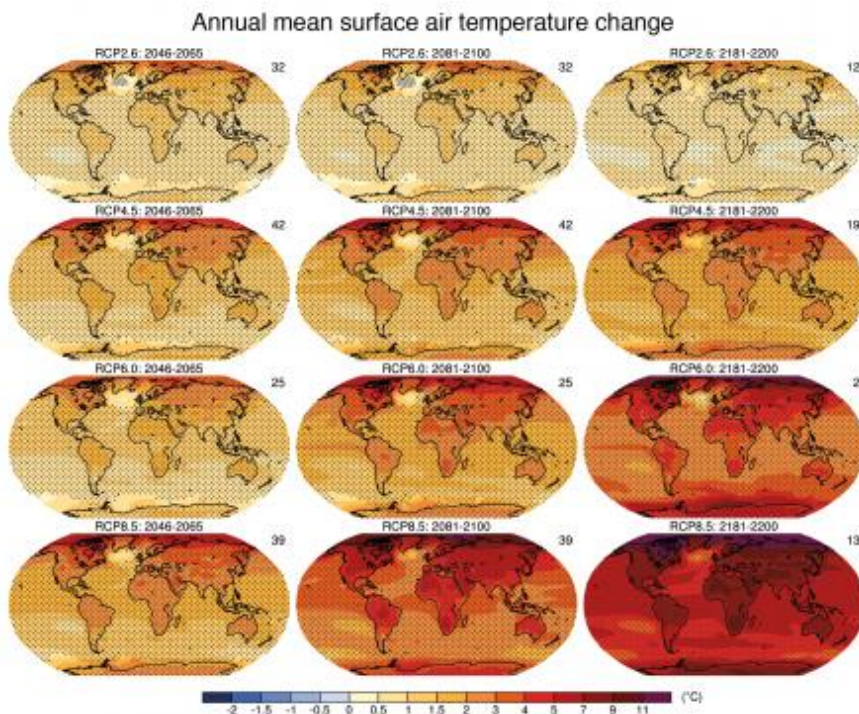 Annual mean surface air temperature change
RCP2.6: 2046-2065 32
RCP2.6: 2081-2100 32
RCP2.6: 2181-2200 12
RCP4.5: 2046-2065 42
RCP4.5: 2081-2100 42
RCP4.5: 2181-2200 19
RCP6.0: 2046-2065 25
RCP6.0: 2081-2100 25
RCP6.0: 2181-2200 2
RCP8.5: 2046-2065 39
RCP8.5: 2081-2100 39
RCP8.5: 2181-2200 13
-2 -1.5 -1 -0.5 0 0.5 1 1.5 2 3 4 5 7 9 11 (°C)